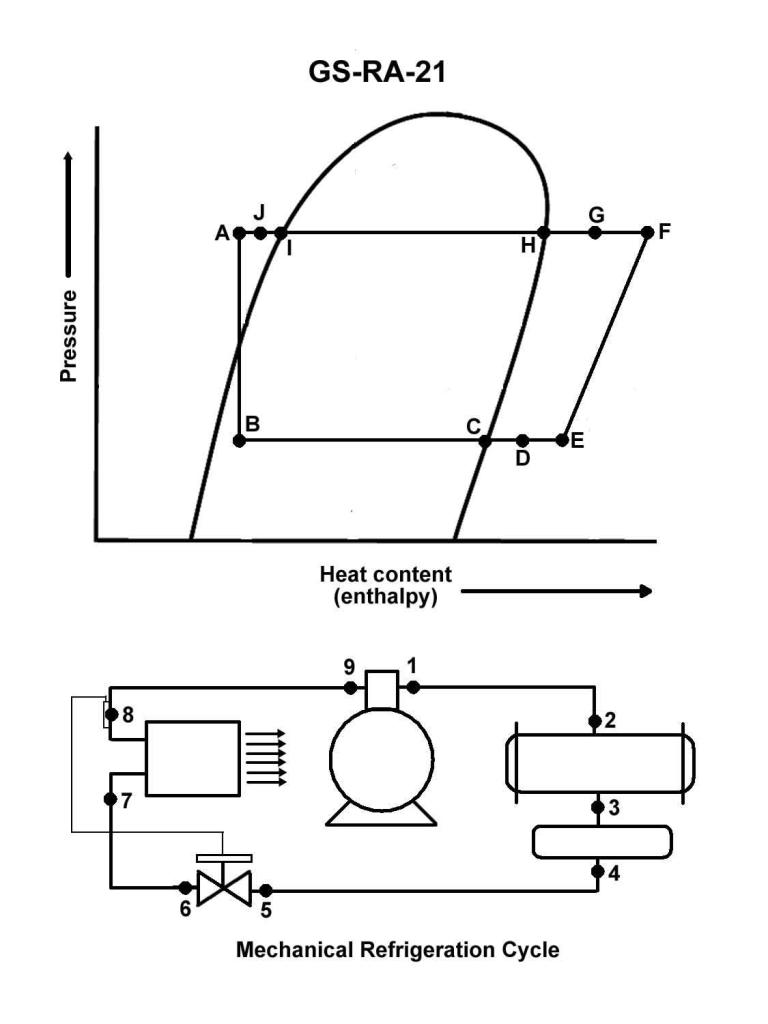 GS-RA-21
A
J
I
H
G
F
B
C
D
E
Pressure
Heat content
(enthalpy)
9
1
8
2
7
3
4
6
5
Mechanical Refrigeration Cycle